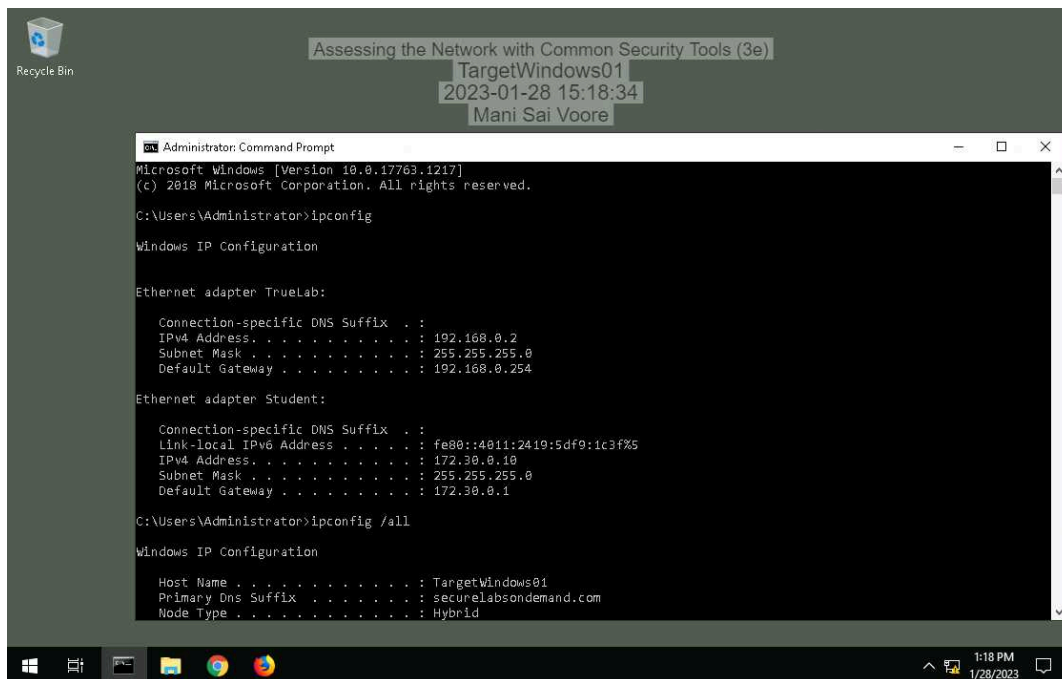 Recycle Bin
Assessing the Network with Common Security Tools (3e)
TargetWindows01
2023-01-28 15:18:34
Mani Sai Voore
Administrator: Command Prompt
Microsoft Windows [Version 10.0.17763.1217]
(c) 2018 Microsoft Corporation. All rights reserved.
C:\Users\Administrator>ipconfig
Windows IP Configuration
Ethernet adapter TrueLab:
Connection-specific DNS Suffix . :
IPv4 Address. . . . . . . . . . . : 192.168.0.2
Subnet Mask . . . . . . . . . . . : 255.255.255.0
Default Gateway . . . . . . . . . : 192.168.0.254
Ethernet adapter Student:
Connection-specific DNS Suffix . :
Link-local IPv6 Address . . . . . : fe80::4011:2419:5df9:1c3f%5
IPv4 Address. . . . . . . . . . . : 172.30.0.10
Subnet Mask . . . . . . . . . . . : 255.255.255.0
Default Gateway . . . . . . . . . : 172.30.0.1
C:\Users\Administrator>ipconfig /all
Windows IP Configuration
Host Name . . . . . . . . . . . . : TargetWindows01
Primary Dns Suffix . . . . . . . : securelabsondemand.com
Node Type . . . . . . . . . . . . : Hybrid
1:18 PM
1/28/2023